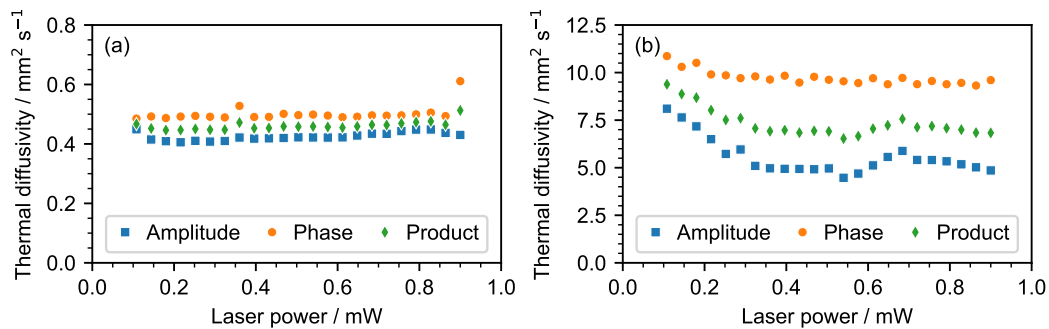 Thermal diffusivity / mm² s⁻¹
0.8
0.6
0.4
0.2
0.0
(a)
Amplitude Phase Product
0.0 0.2 0.4 0.6 0.8 1.0
Laser power / mW
Thermal diffusivity / mm² s⁻¹
12.5
10.0
7.5
5.0
2.5
0.0
(b)
Amplitude Phase Product
0.0 0.2 0.4 0.6 0.8 1.0
Laser power / mW